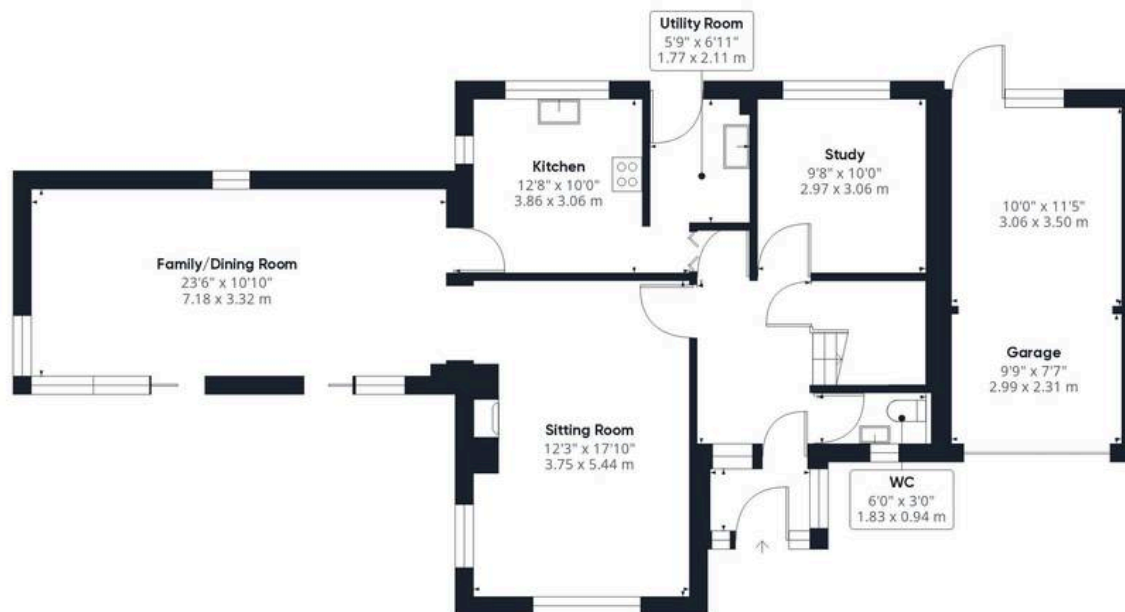 Utility Room
5'9" x 6'11"
1.77 x 2.11 m
Kitchen
12'8" x 10'0"
3.86 x 3.06 m
Study
9'8" x 10'0"
2.97 x 3.06 m
10'0" x 11'5"
3.06 x 3.50 m
Family/Dining Room
23'6" x 10'10"
7.18 x 3.32 m
Garage
9'9" x 7'7"
2.99 x 2.31 m
Sitting Room
12'3" x 17'10"
3.75 x 5.44 m
WC
6'0" x 3'0"
1.83 x 0.94 m